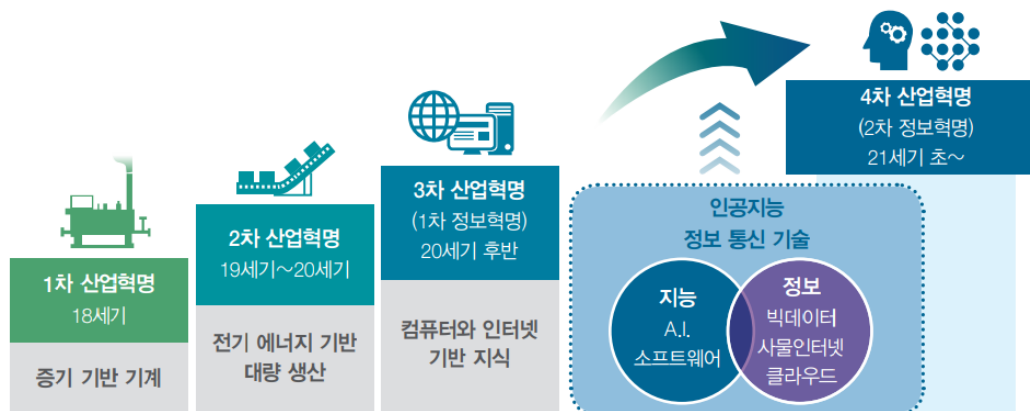 1차 산업혁명
18세기
증기 기반 기계
2차 산업혁명
19세기~20세기
전기 에너지 기반
대량 생산
3차 산업혁명
(1차 정보혁명)
20세기 후반
컴퓨터와 인터넷
기반 지식
인공지능
정보 통신 기술
지능
A.I.
소프트웨어
정보
빅데이터
사물인터넷
클라우드
4차 산업혁명
(2차 정보혁명)
21세기 초~